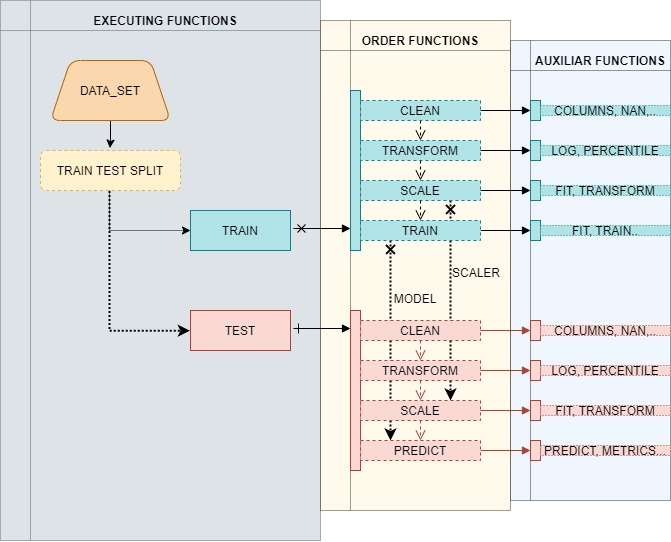 EXECUTING FUNCTIONS
ORDER FUNCTIONS
AUXILIAR FUNCTIONS
DATA_SET
TRAIN TEST SPLIT
TRAIN
TEST
CLEAN
TRANSFORM
SCALE
TRAIN
SCALER
MODEL
CLEAN
TRANSFORM
SCALE
PREDICT
COLUMNS, NAN,..
LOG, PERCENTILE
FIT, TRANSFORM
FIT, TRAIN..
COLUMNS, NAN,..
LOG, PERCENTILE
FIT, TRANSFORM
PREDICT, METRICS...